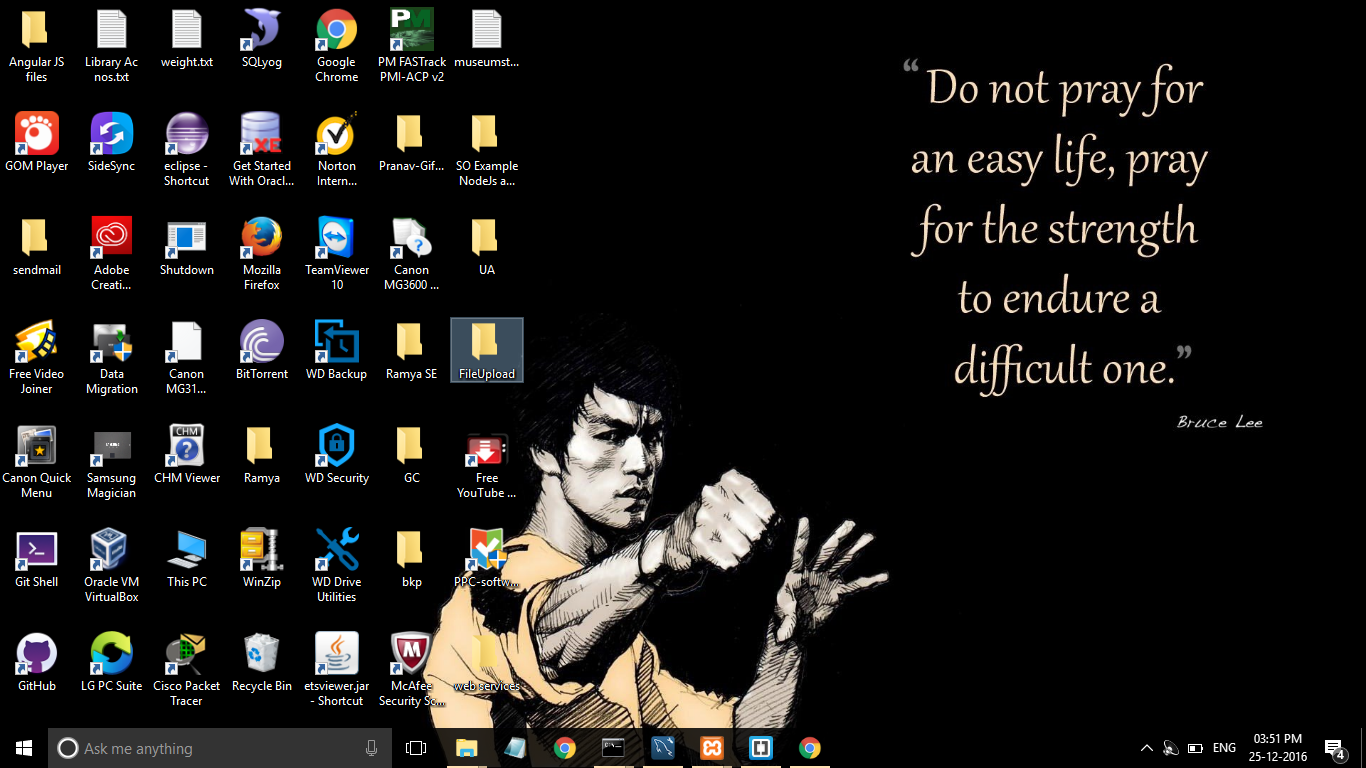 Angular JS
files
Library Ac
nos.txt
weight.txt
SQLyog
Google
Chrome
PM
PM FASTrack
PMI-ACP v2
museumst...
GOM Player
SideSync
eclipse -
Shortcut
XE
Get Started
With Oracl...
Norton
Intern...
Pranav-Gif...
SO Example
NodeJs a...
sendmail
Adobe
Creati...
Shutdown
Mozilla
Firefox
TeamViewer
10
Canon
MG3600 ...
UA
Free Video
Joiner
Data
Migration
Canon
MG31...
BitTorrent
WD Backup
Ramya SE
FileUpload
Canon Quick
Menu
Samsung
Magician
CHM
CHM Viewer
Ramya
WD Security
GC
Free
YouTube ...
Git Shell
Oracle VM
VirtualBox
This PC
WinZip
WD Drive
Utilities
bkp
PPC-softw...
GitHub
LG PC Suite
Cisco Packet
Tracer
Recycle Bin
etsviewer.jar
- Shortcut
McAfee
Security Sc...
web services
“Do not pray for
an easy life, pray
for the strength
to endure a
difficult one.”
Bruce Lee
Ask me anything
ENG
03:51 PM
25-12-2016
4